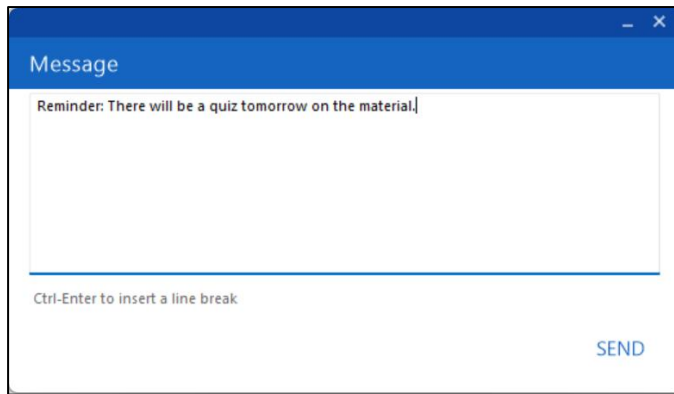 Message
Reminder: There will be a quiz tomorrow on the material.
Ctrl-Enter to insert a line break
SEND